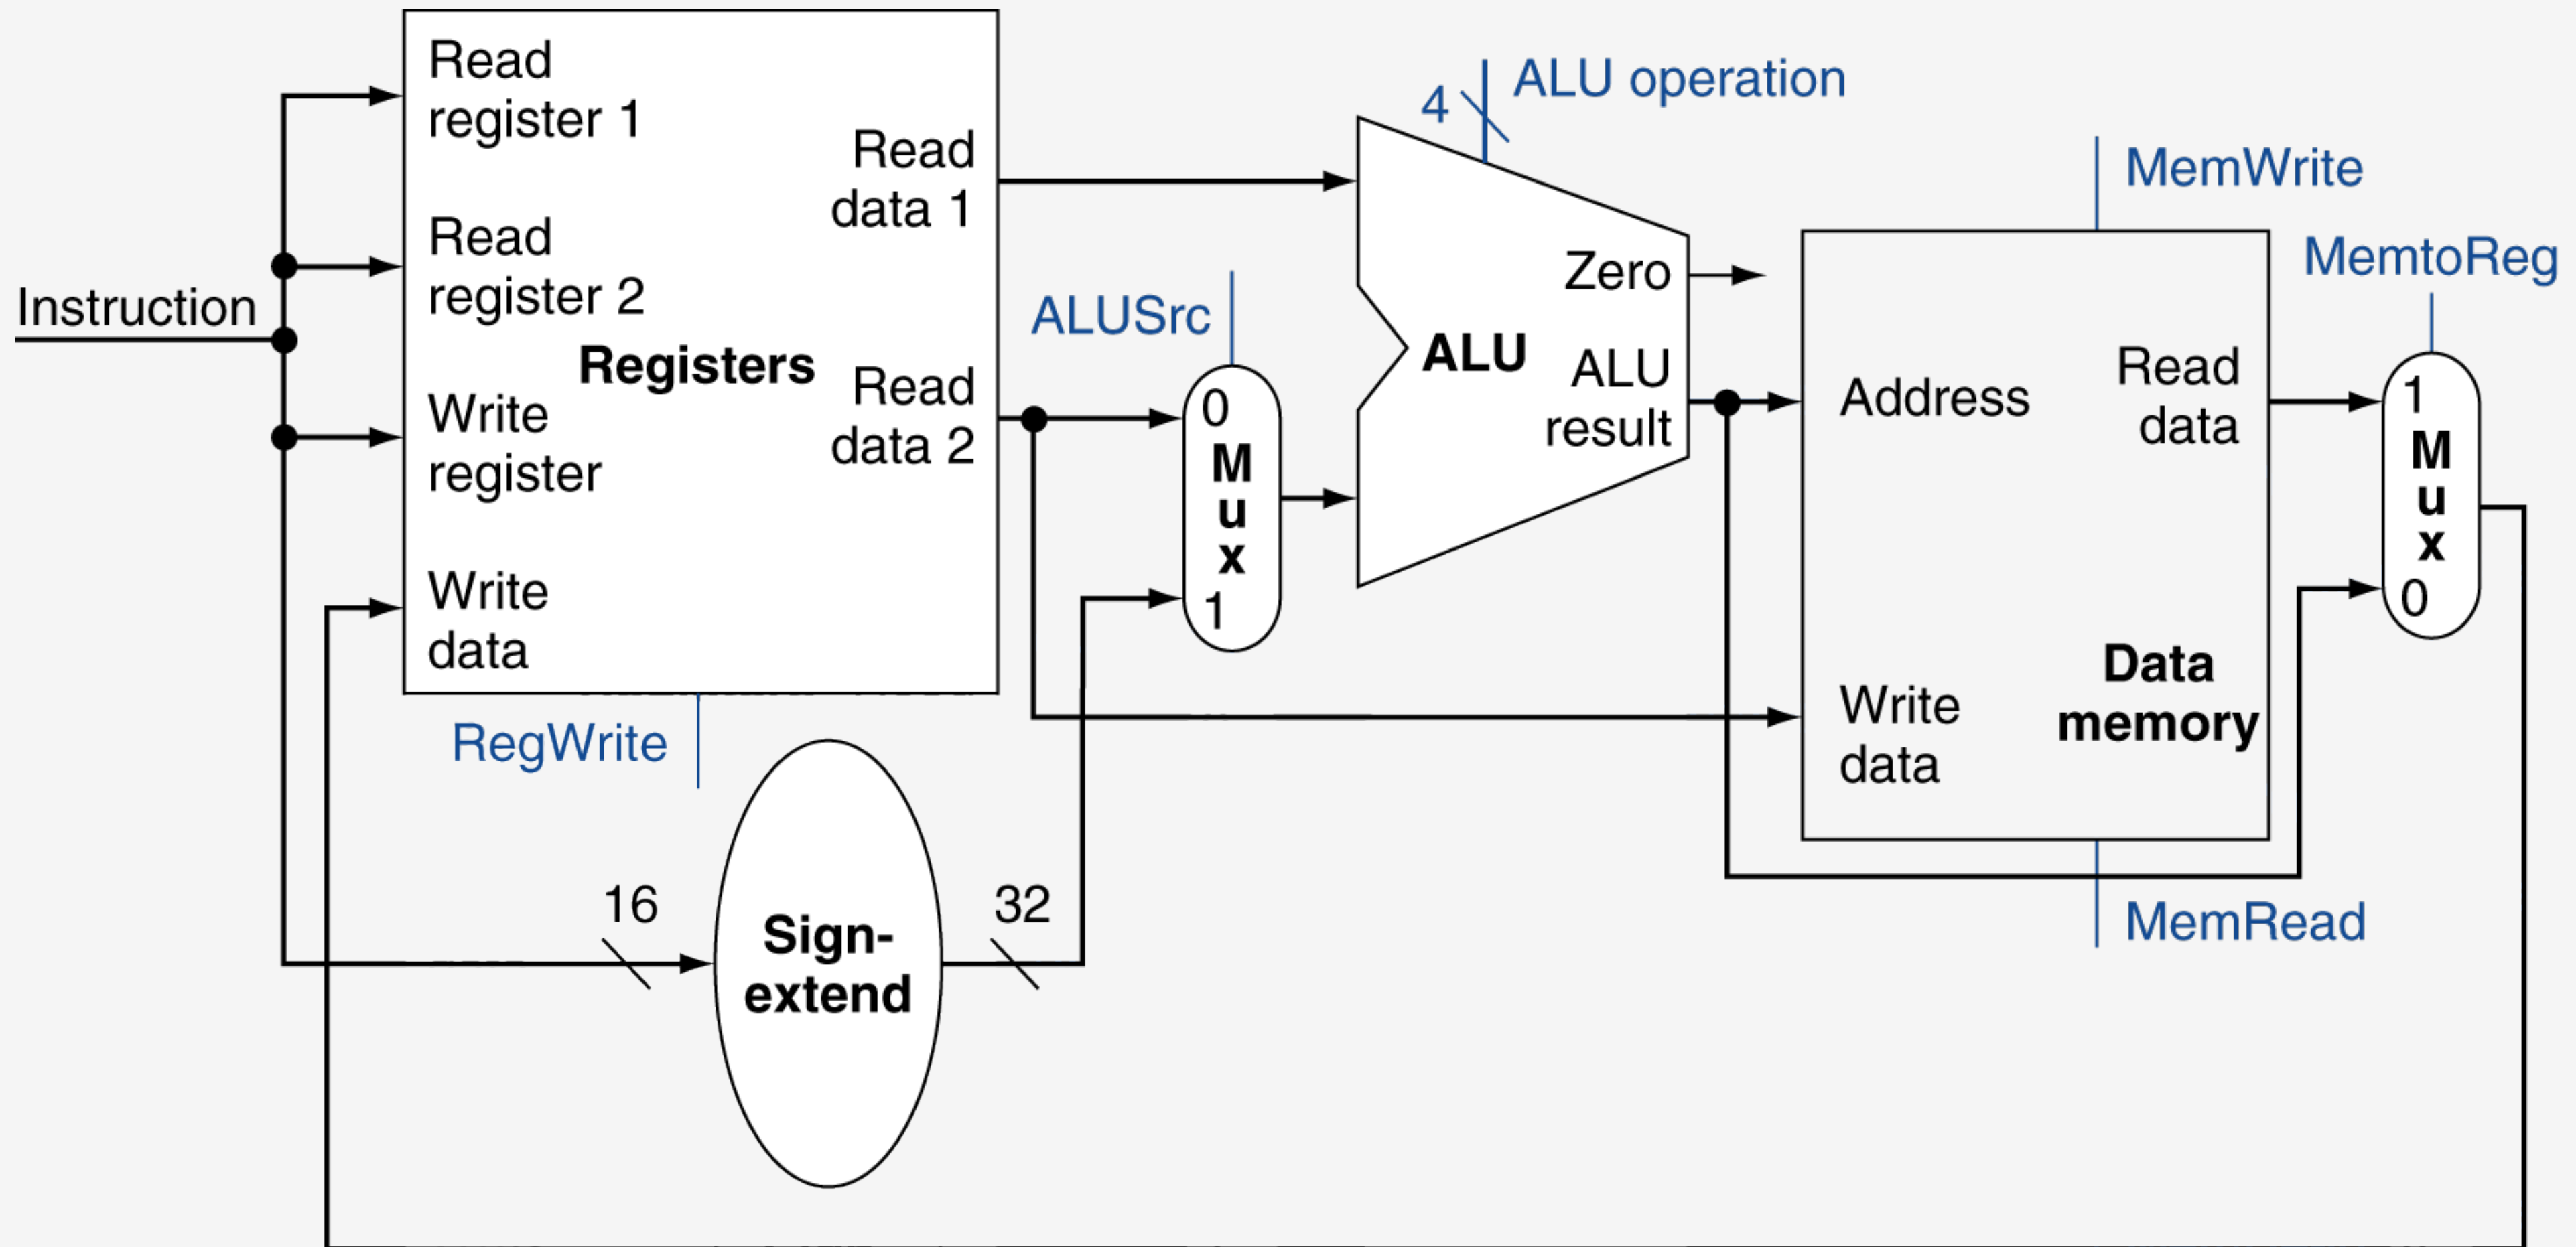 Instruction
Read
register 1
Read
register 2
Registers
Write
register
Write
data
Read
data 1
Read
data 2
RegWrite
16
Sign-
extend
32
ALUSrc
0
M
u
x
1
4
ALU operation
ALU
Zero
ALU
result
MemWrite
Address
Read
data
Write
data
Data
memory
MemRead
MemtoReg
1
M
u
x
0